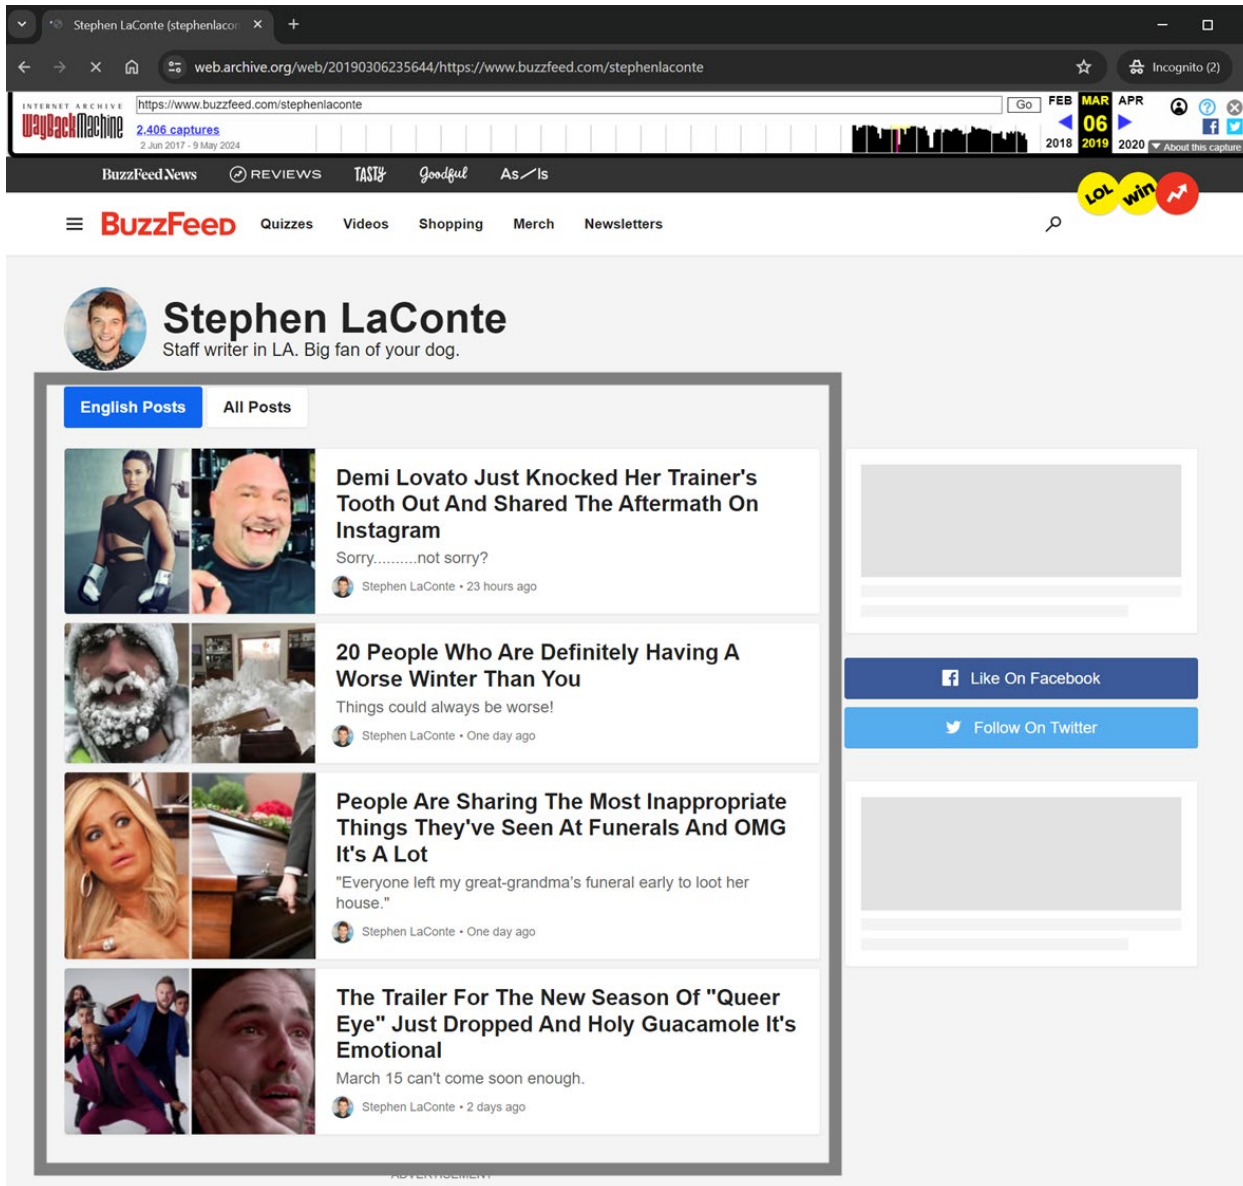 Stephen LaConte (stephenlacon
web.archive.org/web/20190306235644/https://www.buzzfeed.com/stephenlaconte
Incognito (2)
INTERNET ARCHIVE
WayBackMachine
https://www.buzzfeed.com/stephenlaconte
Go
FEB MAR APR
2,406 captures
06
2 Jun 2017 - 9 May 2024
2018 2019 2020
About this capture
BuzzFeed News
REVIEWS
TASTY
Goodful
As/Is
LOL
win
BuzzFeed
Quizzes
Videos
Shopping
Merch
Newsletters
Stephen LaConte
Staff writer in LA. Big fan of your dog.
English Posts
All Posts
Demi Lovato Just Knocked Her Trainer's
Tooth Out And Shared The Aftermath On
Instagram
Sorry..........not sorry?
Stephen LaConte • 23 hours ago
20 People Who Are Definitely Having A
Worse Winter Than You
Things could always be worse!
Stephen LaConte • One day ago
People Are Sharing The Most Inappropriate
Things They've Seen At Funerals And OMG
It's A Lot
"Everyone left my great-grandma's funeral early to loot her
house."
Stephen LaConte • One day ago
The Trailer For The New Season Of "Queer
Eye" Just Dropped And Holy Guacamole It's
Emotional
March 15 can't come soon enough.
Stephen LaConte • 2 days ago
Like On Facebook
Follow On Twitter
ADVERTISEMENT